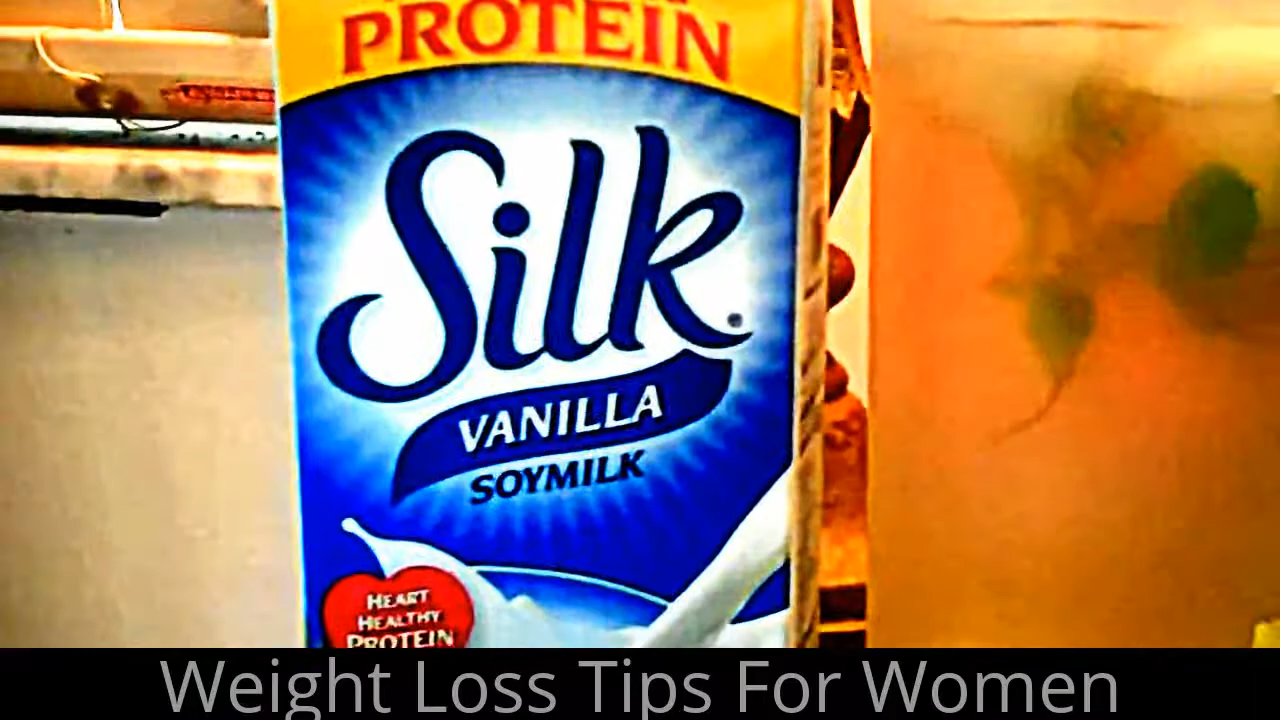 PROTEIN
Silk
VANILLA
SOYMILK
HEART
HEALTHY
PROTEIN
Weight Loss Tips For Women